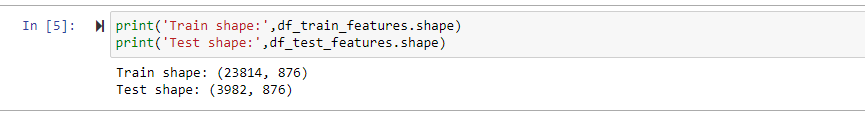 In [5]: print('Train shape:',df_train_features.shape)
print('Test shape:',df_test_features.shape)
Train shape: (23814, 876)
Test shape: (3982, 876)